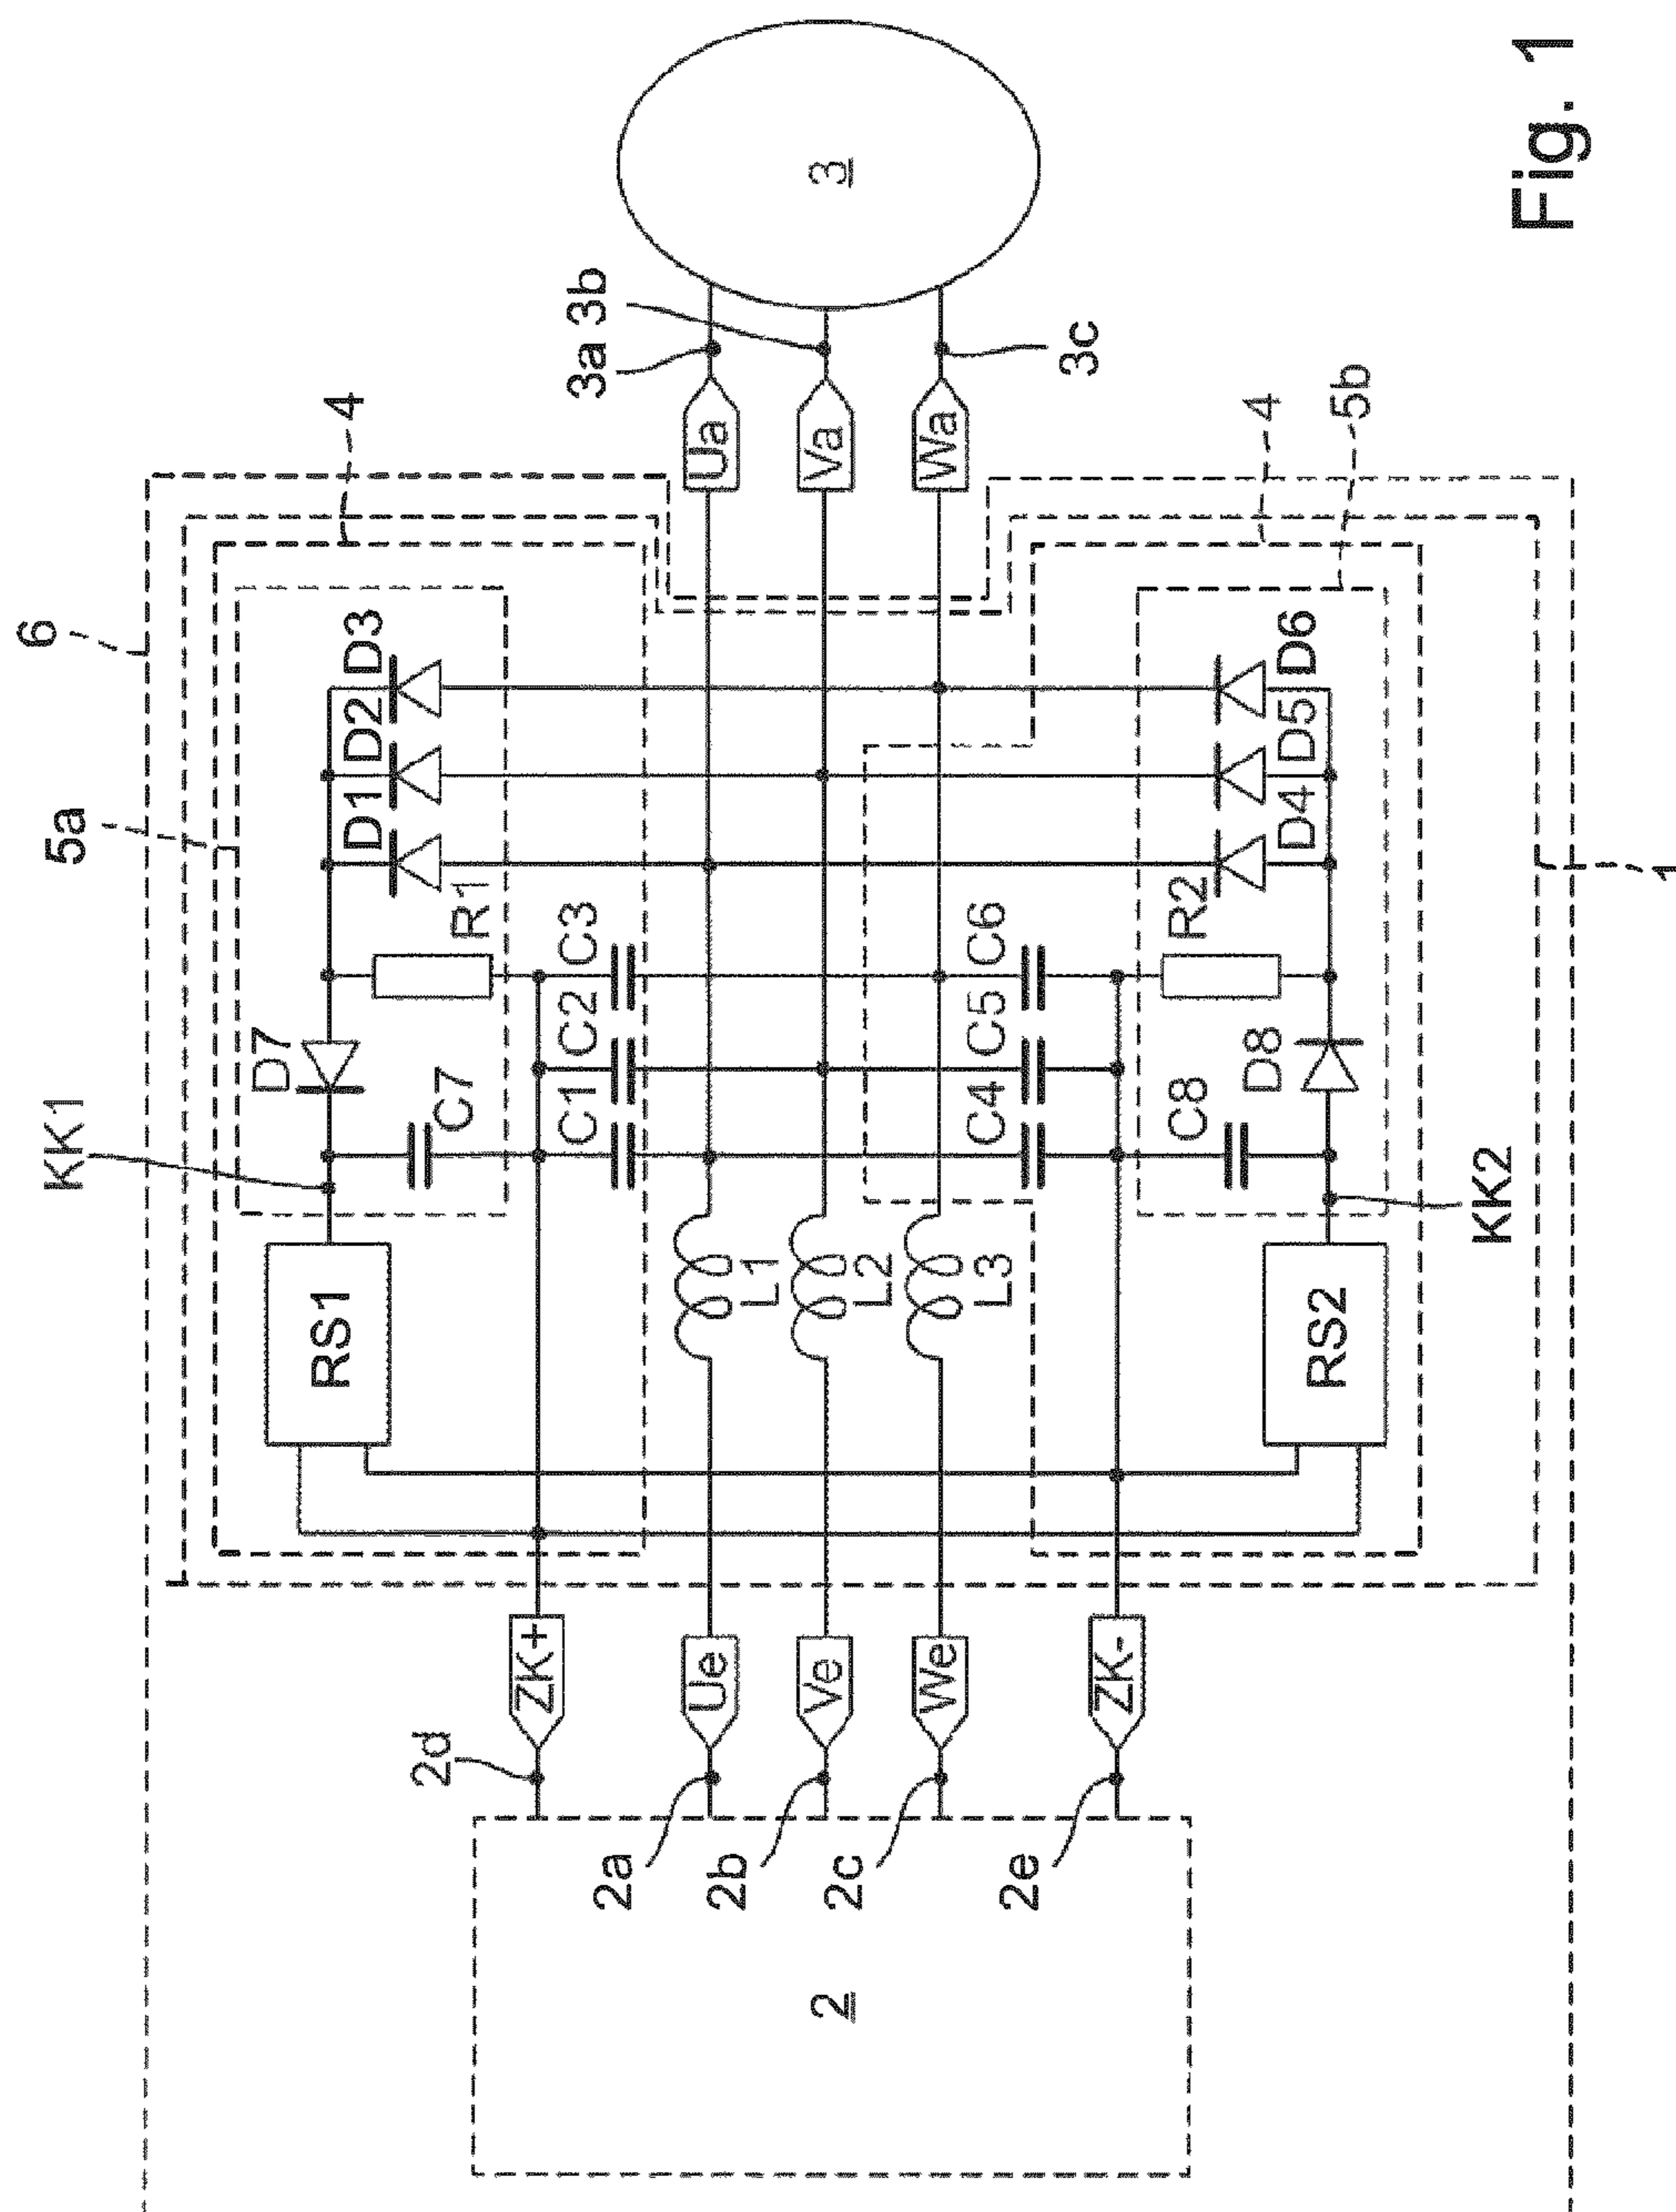 6
5a
KK1
4
RS1
D7
D1
D2
D3
C7
R1
C1
C2
C3
2d
ZK+
3a
3b
2a
Ue
L1
Ua
2
2b
Ve
L2
Va
3
2c
We
L3
Wa
3c
C4
C5
C6
2e
ZK-
C8
R2
4
5b
D8
D4
D5
D6
RS2
KK2
1
Fig. 1